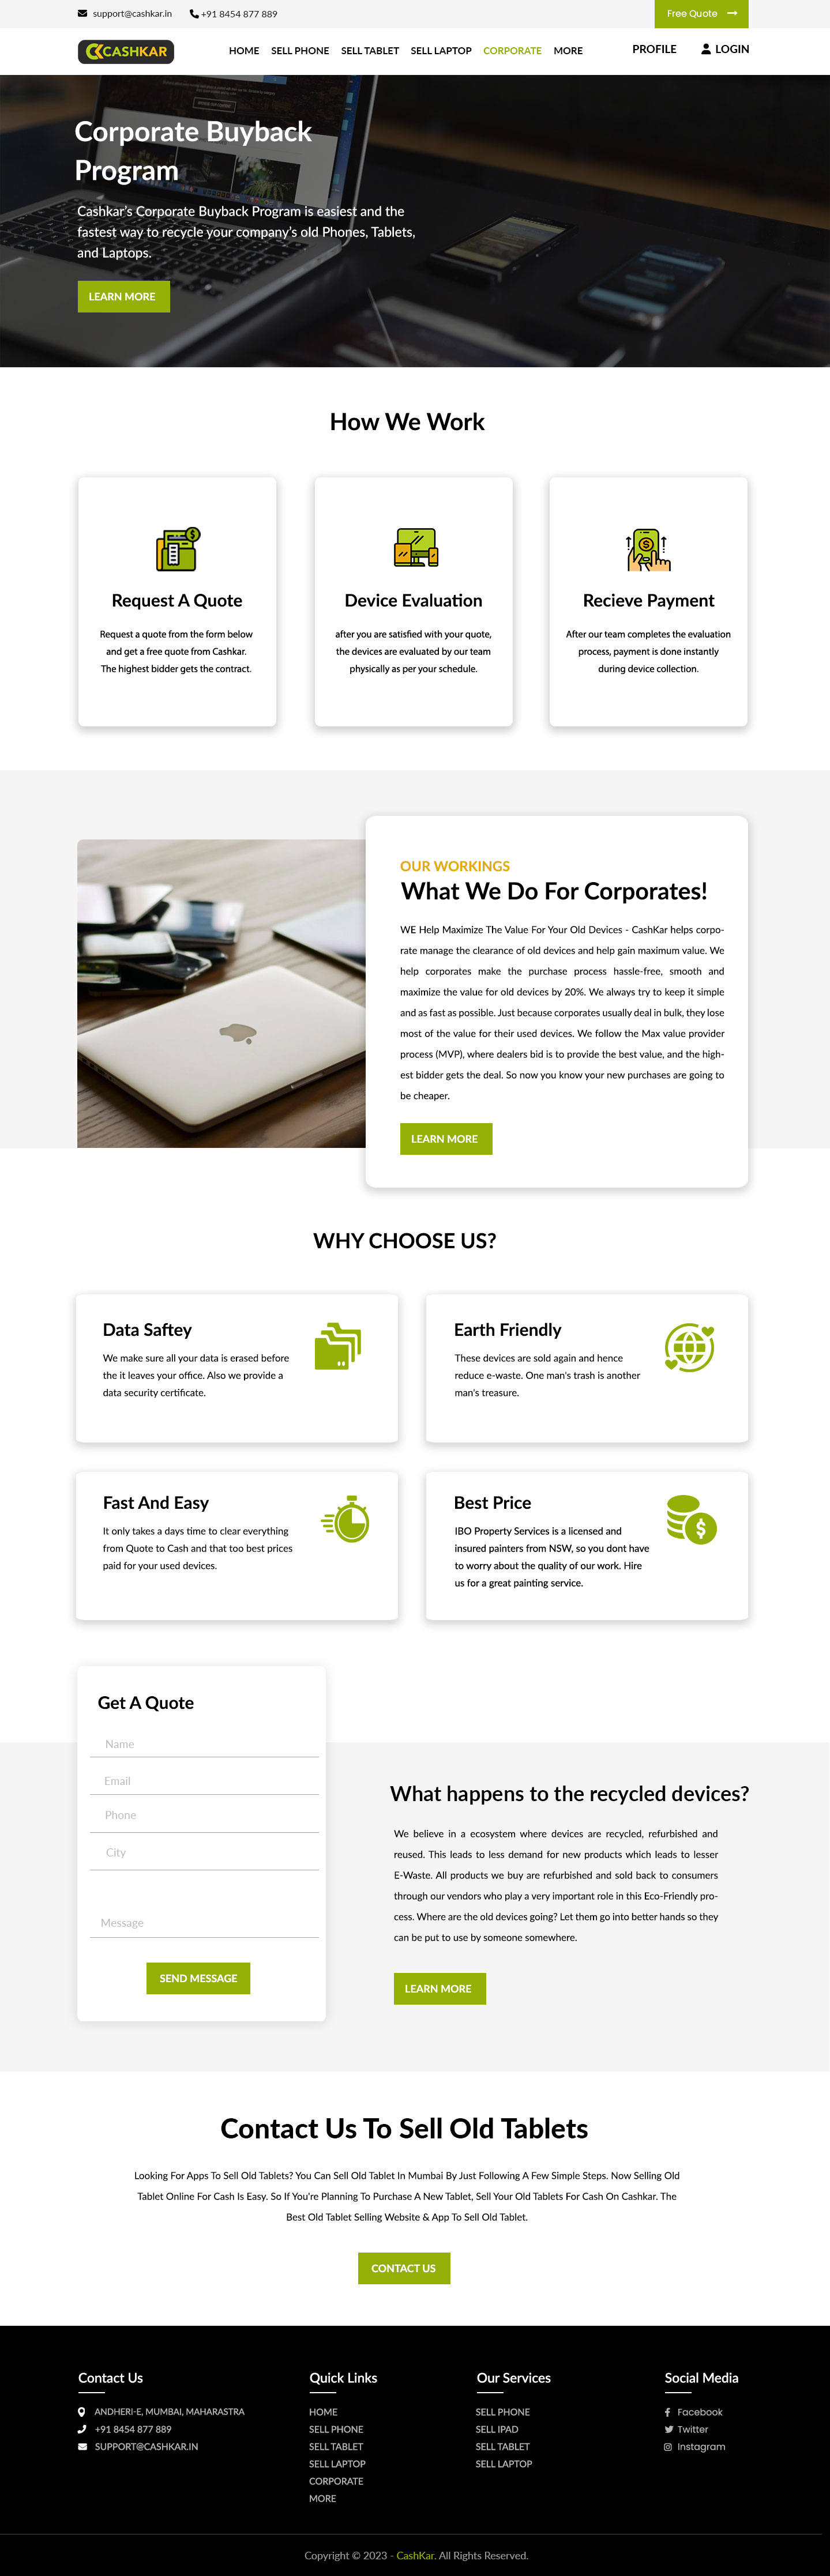 support@cashkar.in +91 8454 877 889 Free Quote
CASHKAR HOME SELL PHONE SELL TABLET SELL LAPTOP CORPORATE MORE PROFILE LOGIN
Corporate Buyback
Program
Cashkar's Corporate Buyback Program is easiest and the
fastest way to recycle your company's old Phones, Tablets,
and Laptops.
LEARN MORE
How We Work
Request A Quote
Request a quote from the form below
and get a free quote from Cashkar.
The highest bidder gets the contract.
Device Evaluation
after you are satisfied with your quote,
the devices are evaluated by our team
physically as per your schedule.
Recieve Payment
After our team completes the evaluation
process, payment is done instantly
during device collection.
OUR WORKINGS
What We Do For Corporates!
WE Help Maximize The Value For Your Old Devices - CashKar helps corpo-
rate manage the clearance of old devices and help gain maximum value. We
help corporates make the purchase process hassle-free, smooth and
maximize the value for old devices by 20%. We always try to keep it simple
and as fast as possible. Just because corporates usually deal in bulk, they lose
most of the value for their used devices. We follow the Max value provider
process (MVP), where dealers bid is to provide the best value, and the high-
est bidder gets the deal. So now you know your new purchases are going to
be cheaper.
LEARN MORE
WHY CHOOSE US?
Data Saftey
We make sure all your data is erased before
the it leaves your office. Also we provide a
data security certificate.
Earth Friendly
These devices are sold again and hence
reduce e-waste. One man's trash is another
man's treasure.
Fast And Easy
It only takes a days time to clear everything
from Quote to Cash and that too best prices
paid for your used devices.
Best Price
IBO Property Services is a licensed and
insured painters from NSW, so you dont have
to worry about the quality of our work. Hire
us for a great painting service.
Get A Quote
Name
Email
Phone
City
Message
SEND MESSAGE
What happens to the recycled devices?
We believe in a ecosystem where devices are recycled, refurbished and
reused. This leads to less demand for new products which leads to lesser
E-Waste. All products we buy are refurbished and sold back to consumers
through our vendors who play a very important role in this Eco-Friendly pro-
cess. Where are the old devices going? Let them go into better hands so they
can be put to use by someone somewhere.
LEARN MORE
Contact Us To Sell Old Tablets
Looking For Apps To Sell Old Tablets? You Can Sell Old Tablet In Mumbai By Just Following A Few Simple Steps. Now Selling Old
Tablet Online For Cash Is Easy. So If You're Planning To Purchase A New Tablet, Sell Your Old Tablets For Cash On Cashkar. The
Best Old Tablet Selling Website & App To Sell Old Tablet.
CONTACT US
Contact Us
ANDHERI-E, MUMBAI, MAHARASTRA
+91 8454 877 889
SUPPORT@CASHKAR.IN
Quick Links
HOME
SELL PHONE
SELL TABLET
SELL LAPTOP
CORPORATE
MORE
Our Services
SELL PHONE
SELL IPAD
SELL TABLET
SELL LAPTOP
Social Media
Facebook
Twitter
Instagram
Copyright © 2023 - CashKar. All Rights Reserved.